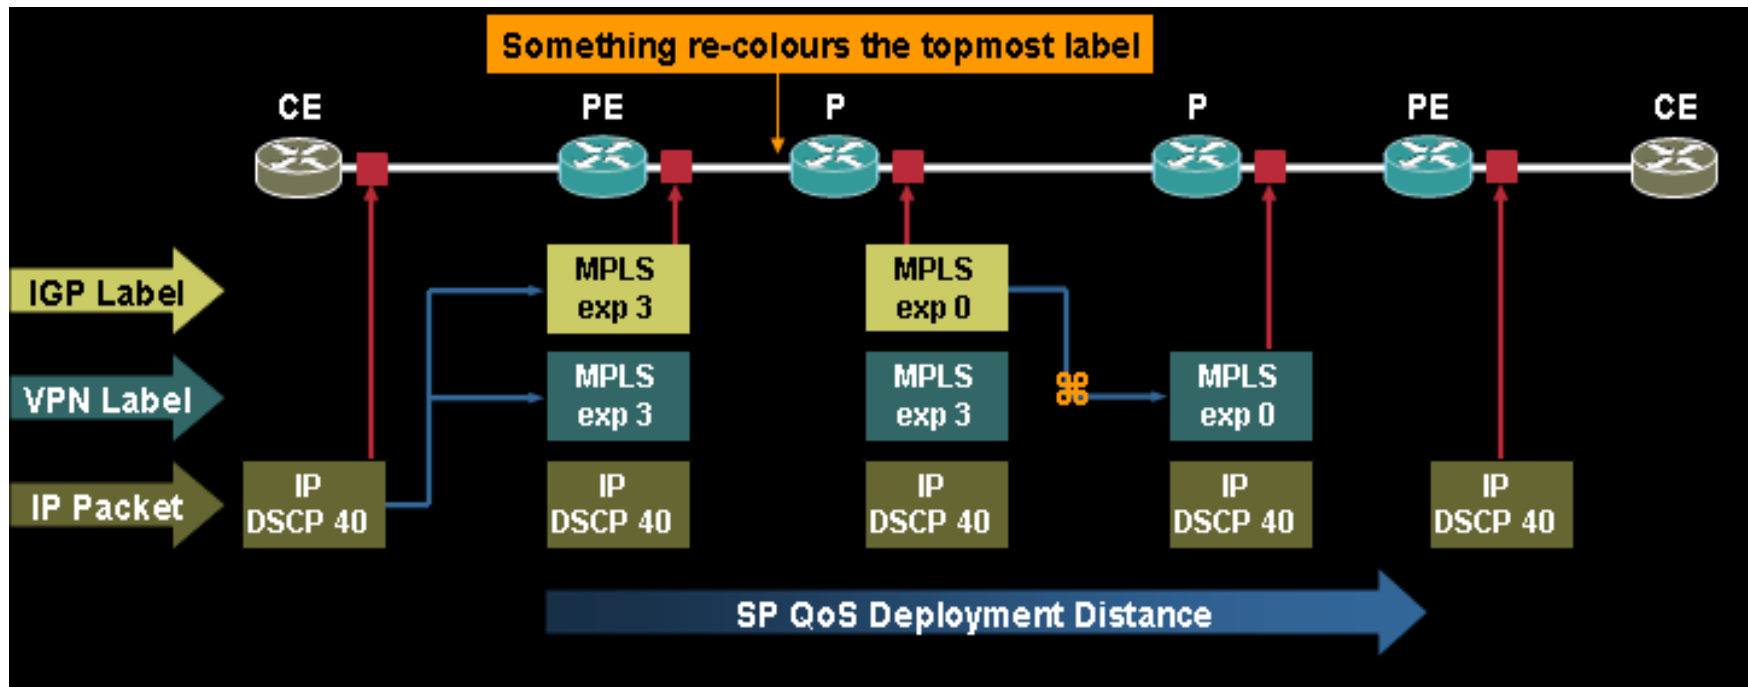 Something re-colours the topmost label
CE
PE
P
P
PE
CE
IGP Label
MPLS
exp 3
MPLS
exp 0
VPN Label
MPLS
exp 3
MPLS
exp 3
MPLS
exp 0
IP Packet
IP
DSCP 40
IP
DSCP 40
IP
DSCP 40
IP
DSCP 40
IP
DSCP 40
SP QoS Deployment Distance